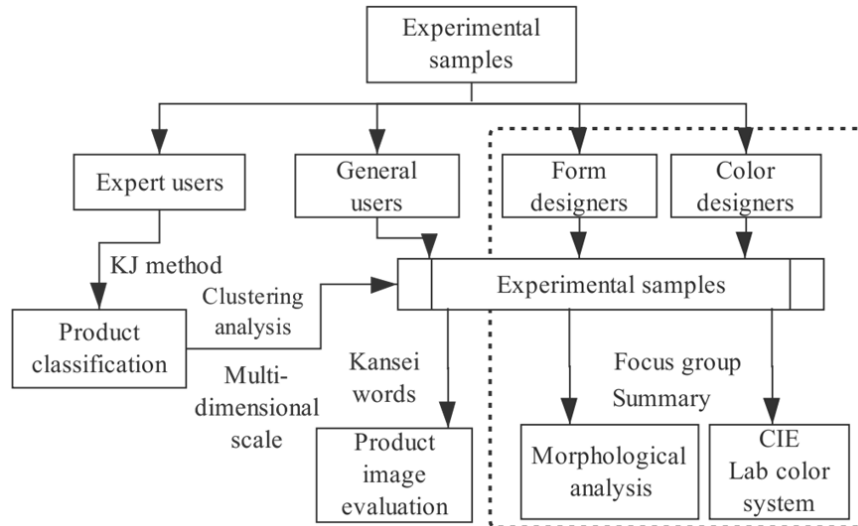 Experimental
samples
Expert users
General
users
Form
designers
Color
designers
KJ method
Clustering
analysis
Experimental samples
Product
classification
Multi-
dimensional
scale
Kansei
words
Focus group
Summary
Product
image
evaluation
Morphological
analysis
CIE
Lab color
system